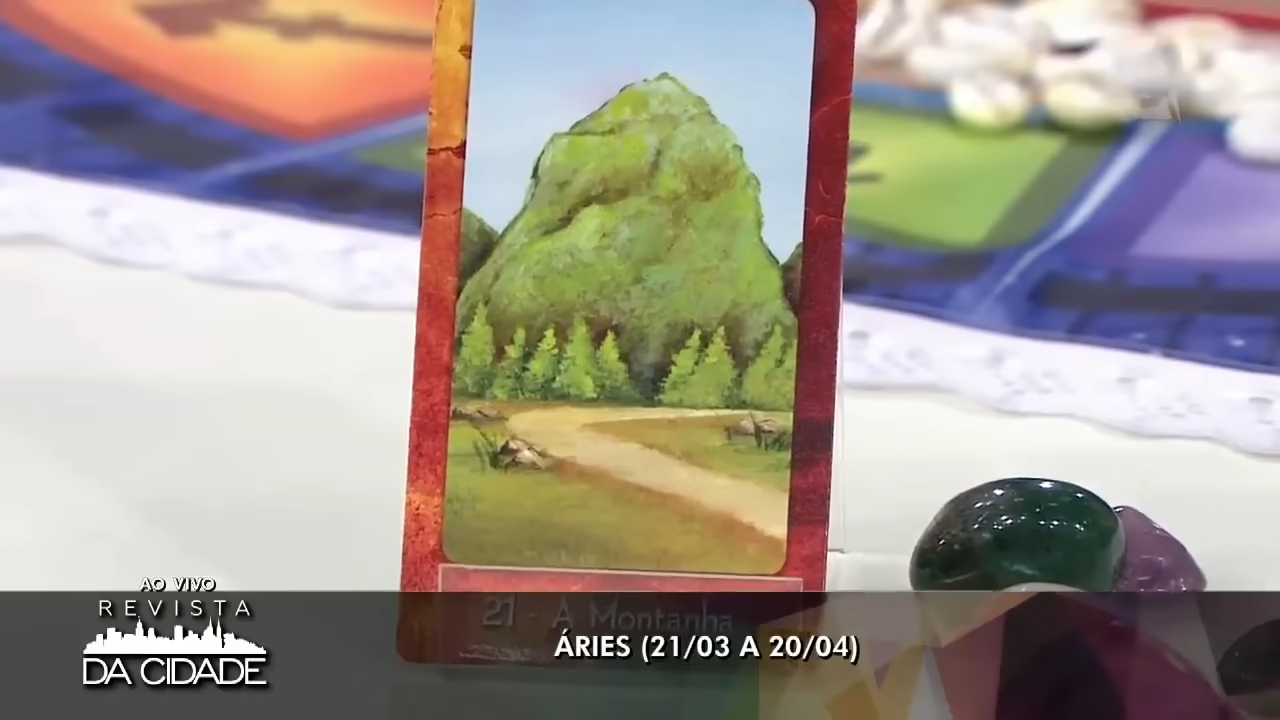 21 - A Montanha
AO VIVO
REVISTA
DA CIDADE
ÁRIES (21/03 A 20/04)